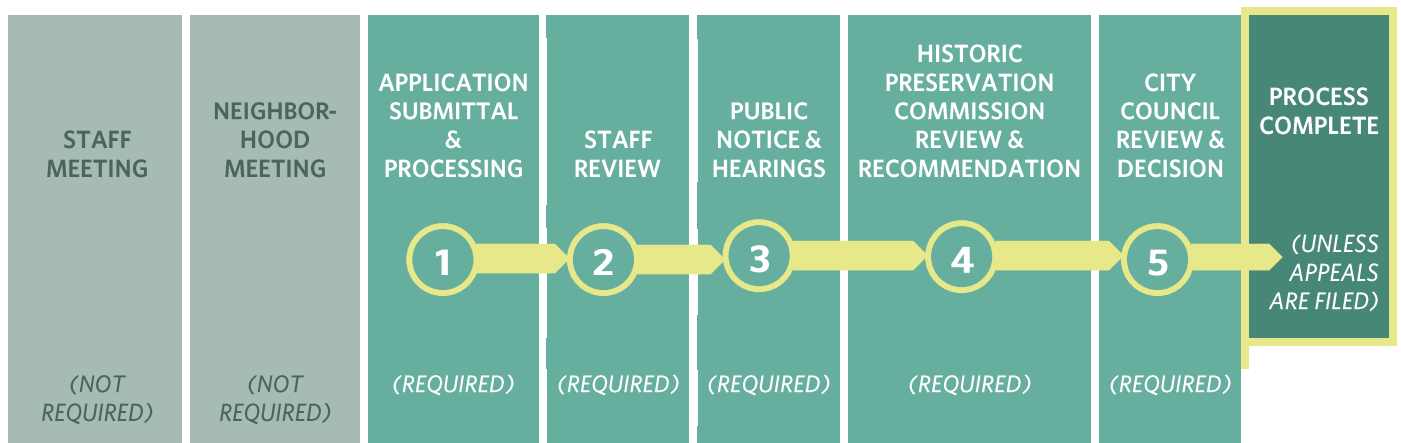 STAFF
MEETING
(NOT
REQUIRED)
NEIGHBOR-
HOOD
MEETING
(NOT
REQUIRED)
APPLICATION
SUBMITTAL
&
PROCESSING
1
(REQUIRED)
STAFF
REVIEW
2
(REQUIRED)
PUBLIC
NOTICE &
HEARINGS
3
(REQUIRED)
HISTORIC
PRESERVATION
COMMISSION
REVIEW &
RECOMMENDATION
4
(REQUIRED)
CITY
COUNCIL
REVIEW &
DECISION
5
(REQUIRED)
PROCESS
COMPLETE
(UNLESS
APPEALS
ARE FILED)